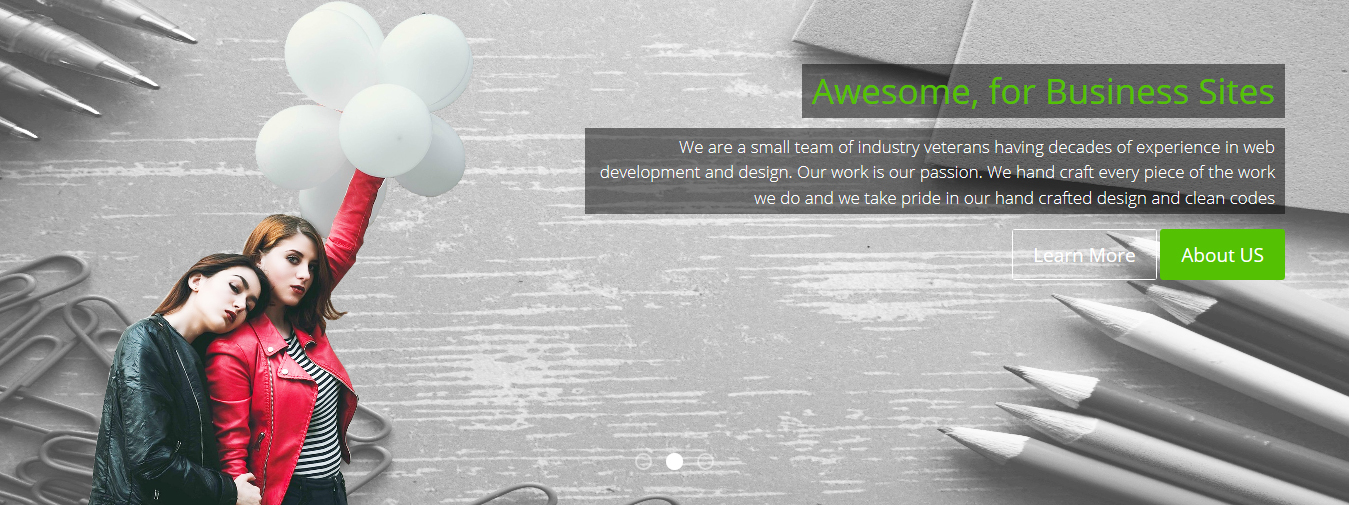 Awesome, for Business Sites
We are a small team of industry veterans having decades of experience in web
development and design. Our work is our passion. We hand craft every piece of the work
we do and we take pride in our hand crafted design and clean codes
Learn More
About US